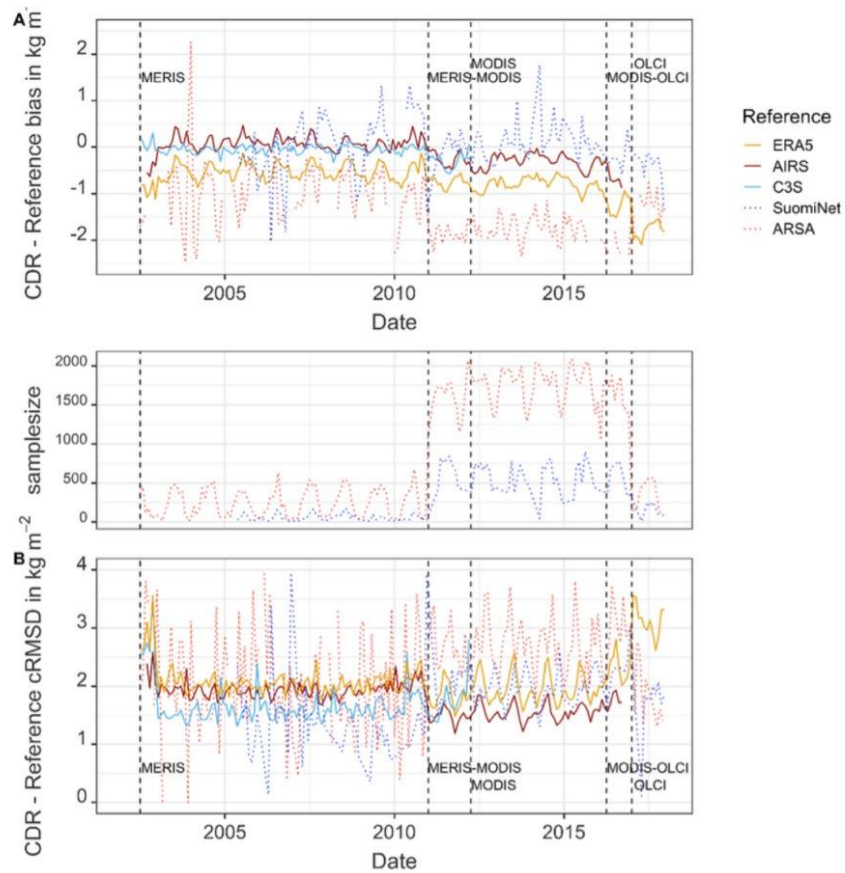 A
CDR - Reference bias in kg m
2
1
0
-1
-2
MERIS
MODIS
MERIS-MODIS
OLCI
MODIS-OLCI
2005
2010
2015
Date
Reference
ERA5
AIRS
C3S
SuomiNet
ARSA
samplesize
2000
1500
1000
500
0
B
CDR - Reference cRMSD in kg m⁻²
4
3
2
1
0
MERIS
MERIS-MODIS
MODIS
MODIS-OLCI
OLCI
2005
2010
2015
Date